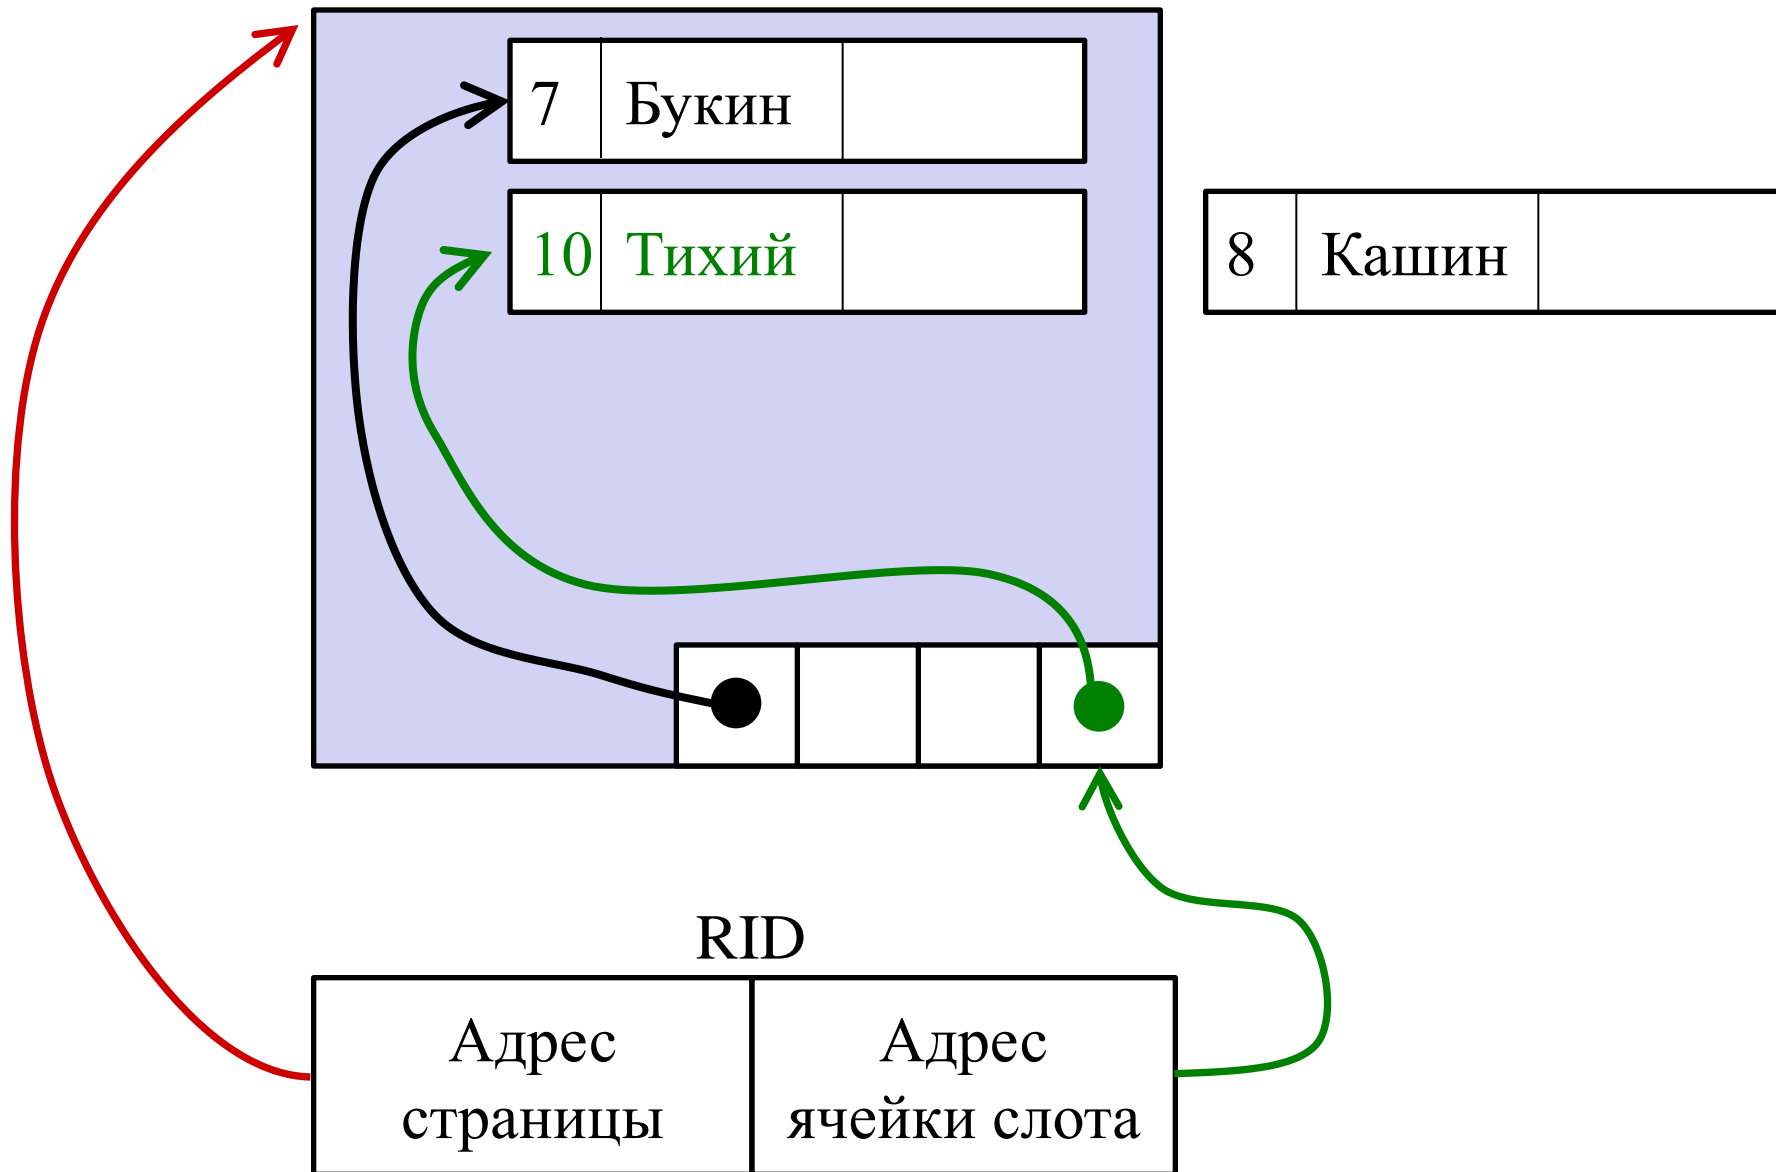 7 Букин
10 Тихий
8 Кашин
RID
Адрес
страницы
Адрес
ячейки слота